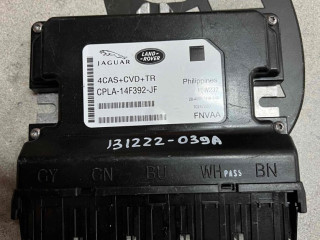 JAGUAR
LAND-ROVER
4CAS+CVD+TR
CPLA-14F392-JF
Philippines
FNVAA
131222-039A
GY GN BU WH PASS BN